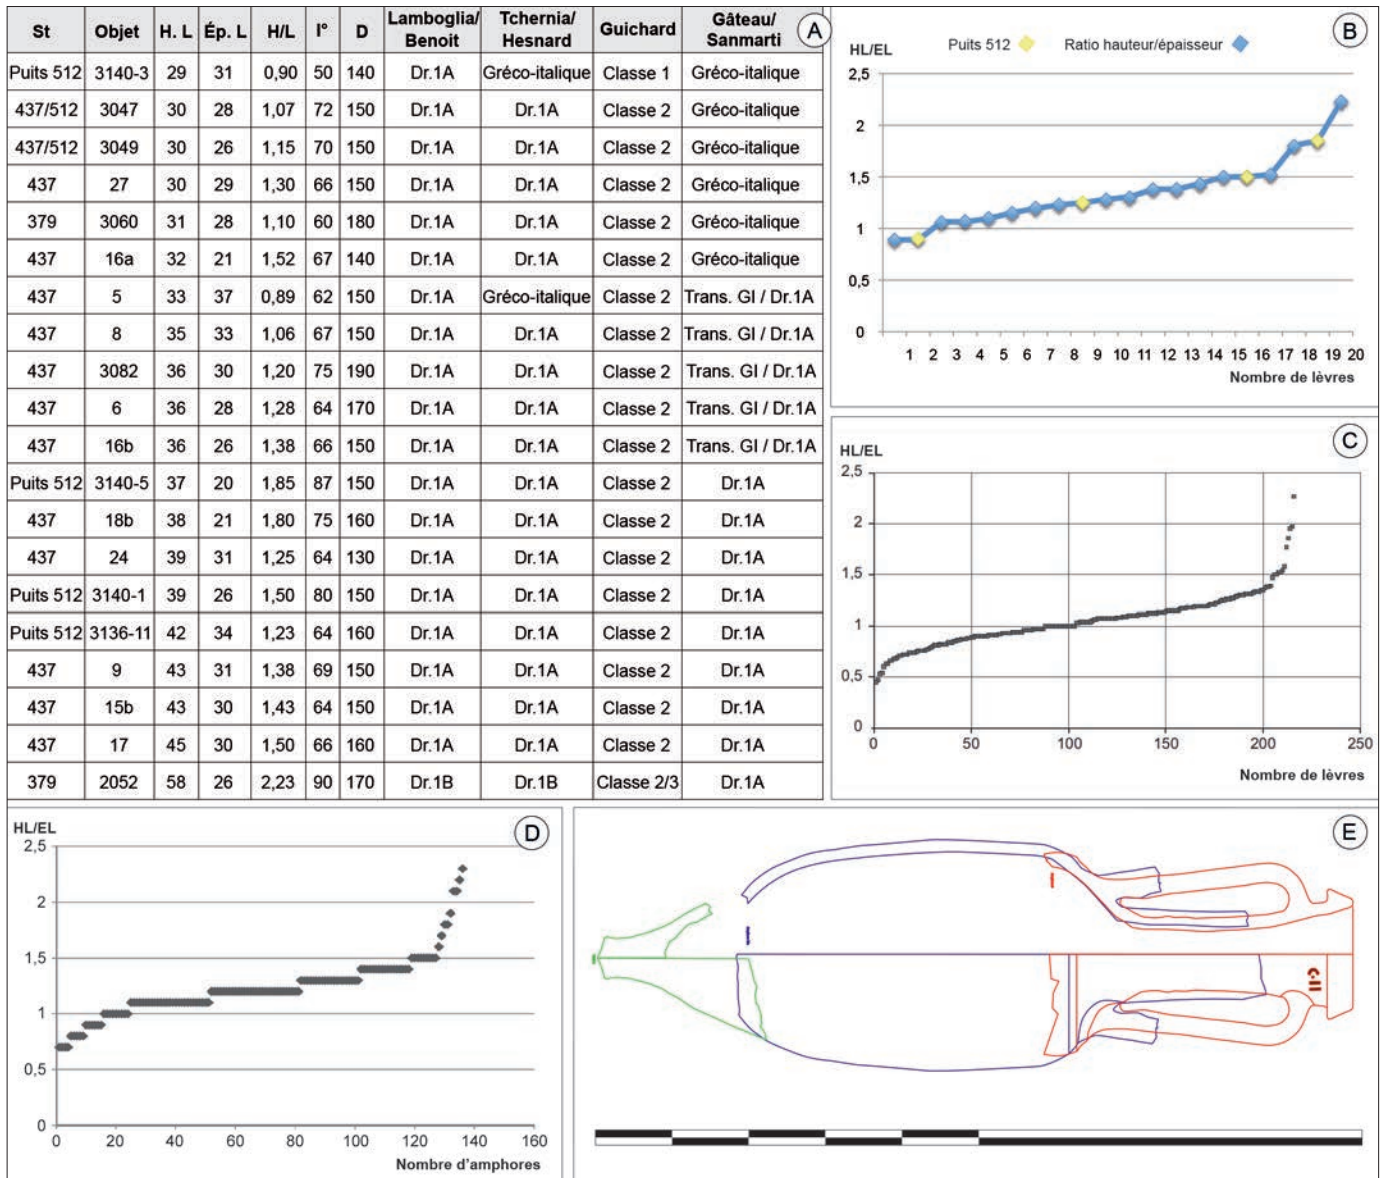 St Objet H. L Ép. L H/L I° D Lamboglia/ Benoit Tchernia/ Hesnard Guichard Gâteau/ Sanmarti A
Puits 512 3140-3 29 31 0,90 50 140 Dr.1A Gréco-italique Classe 1 Gréco-italique
437/512 3047 30 28 1,07 72 150 Dr.1A Dr.1A Classe 2 Gréco-italique
437/512 3049 30 26 1,15 70 150 Dr.1A Dr.1A Classe 2 Gréco-italique
437 27 30 29 1,30 66 150 Dr.1A Dr.1A Classe 2 Gréco-italique
379 3060 31 28 1,10 60 180 Dr.1A Dr.1A Classe 2 Gréco-italique
437 16a 32 21 1,52 67 140 Dr.1A Dr.1A Classe 2 Gréco-italique
437 5 33 37 0,89 62 150 Dr.1A Gréco-italique Classe 2 Trans. GI / Dr.1A
437 8 35 33 1,06 67 150 Dr.1A Dr.1A Classe 2 Trans. GI / Dr.1A
437 3082 36 30 1,20 75 190 Dr.1A Dr.1A Classe 2 Trans. GI / Dr.1A
437 6 36 28 1,28 64 170 Dr.1A Dr.1A Classe 2 Trans. GI / Dr.1A
437 16b 36 26 1,38 66 150 Dr.1A Dr.1A Classe 2 Trans. GI / Dr.1A
Puits 512 3140-5 37 20 1,85 87 150 Dr.1A Dr.1A Classe 2 Dr.1A
437 18b 38 21 1,80 75 160 Dr.1A Dr.1A Classe 2 Dr.1A
437 24 39 31 1,25 64 130 Dr.1A Dr.1A Classe 2 Dr.1A
Puits 512 3140-1 39 26 1,50 80 150 Dr.1A Dr.1A Classe 2 Dr.1A
Puits 512 3136-11 42 34 1,23 64 160 Dr.1A Dr.1A Classe 2 Dr.1A
437 9 43 31 1,38 69 150 Dr.1A Dr.1A Classe 2 Dr.1A
437 15b 43 30 1,43 64 150 Dr.1A Dr.1A Classe 2 Dr.1A
437 17 45 30 1,50 66 160 Dr.1A Dr.1A Classe 2 Dr.1A
379 2052 58 26 2,23 90 170 Dr.1B Dr.1B Classe 2/3 Dr.1A
B
HL/EL Puits 512 Ratio hauteur/épaisseur
2,5
2
1,5
1
0,5
0
1 2 3 4 5 6 7 8 9 10 11 12 13 14 15 16 17 18 19 20
Nombre de lèvres
C
HL/EL
2,5
2
1,5
1
0,5
0
0 50 100 150 200 250
Nombre de lèvres
D
HL/EL
2,5
2
1,5
1
0,5
0
0 20 40 60 80 100 120 140 160
Nombre d'amphores
E
C·II